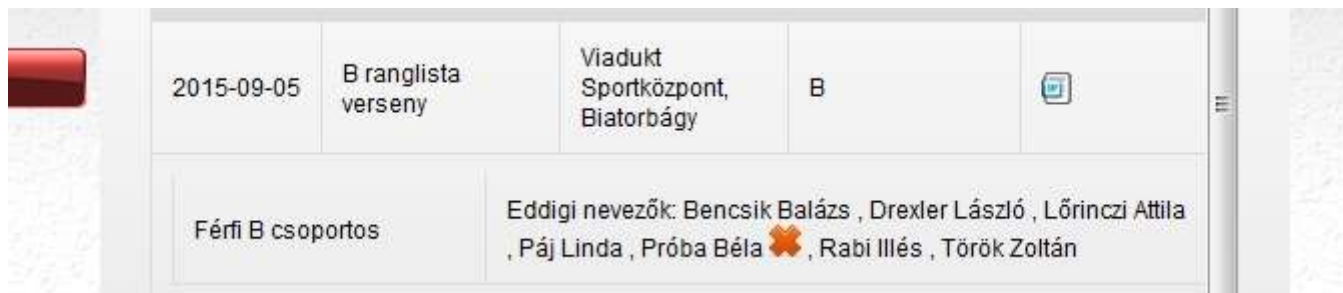 2015-09-05
B ranglista
verseny
Viadukt
Sportközpont,
Biatorbágy
B
Férfi B csoportos
Eddigi nevezők: Bencsik Balázs , Drexler László , Lőrinczi Attila
, Páj Linda , Próba Béla , Rabi Illés , Török Zoltán